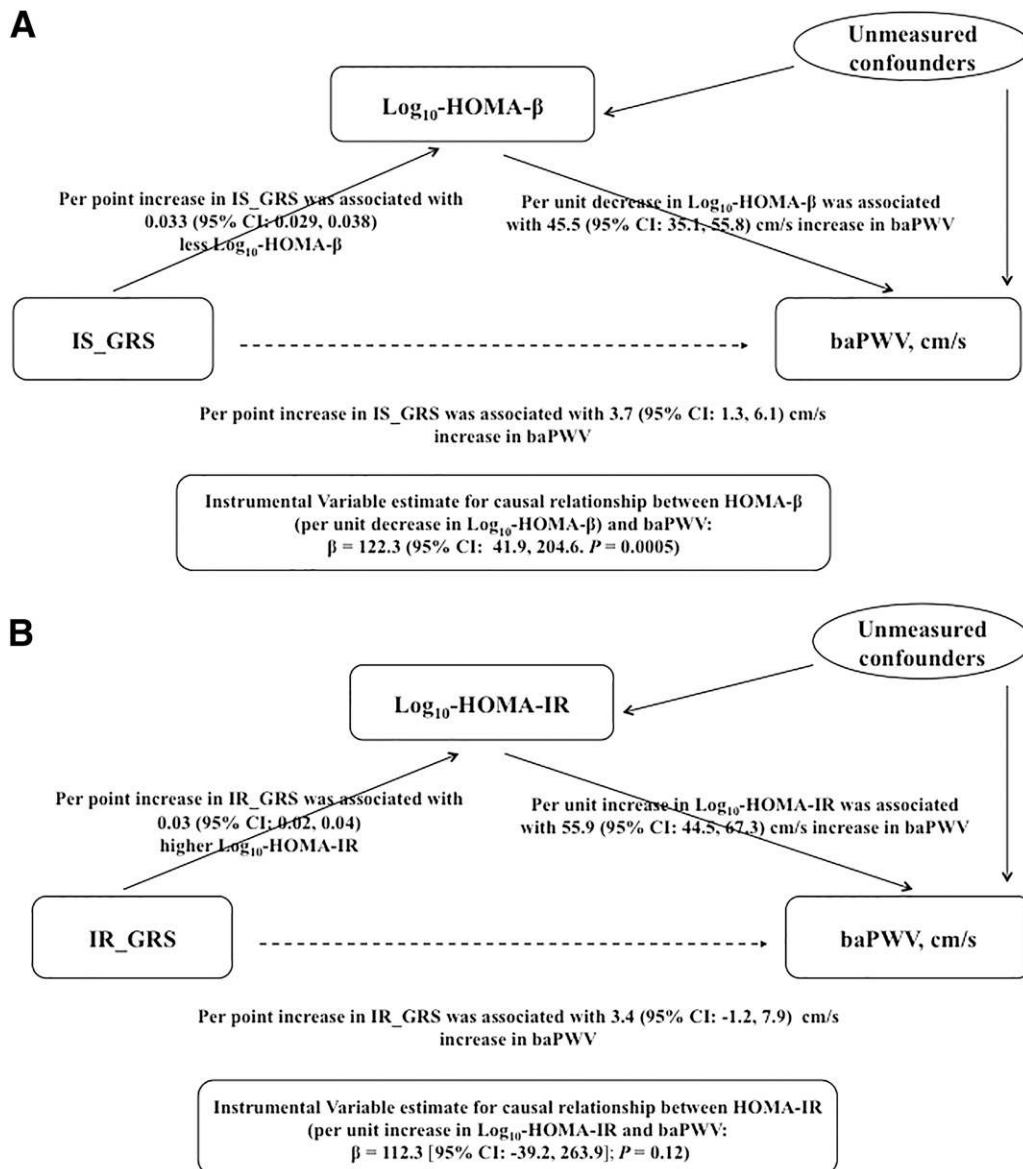 A
Unmeasured
confounders
Log₁₀-HOMA-β
Per point increase in IS_GRS was associated with
0.033 (95% CI: 0.029, 0.038)
less Log₁₀-HOMA-β
Per unit decrease in Log₁₀-HOMA-β was associated
with 45.5 (95% CI: 35.1, 55.8) cm/s increase in baPWV
IS_GRS
baPWV, cm/s
Per point increase in IS_GRS was associated with 3.7 (95% CI: 1.3, 6.1) cm/s
increase in baPWV
Instrumental Variable estimate for causal relationship between HOMA-β
(per unit decrease in Log₁₀-HOMA-β) and baPWV:
β = 122.3 (95% CI: 41.9, 204.6. P = 0.0005)
B
Unmeasured
confounders
Log₁₀-HOMA-IR
Per point increase in IR_GRS was associated with
0.03 (95% CI: 0.02, 0.04)
higher Log₁₀-HOMA-IR
Per unit increase in Log₁₀-HOMA-IR was associated
with 55.9 (95% CI: 44.5, 67.3) cm/s increase in baPWV
IR_GRS
baPWV, cm/s
Per point increase in IR_GRS was associated with 3.4 (95% CI: -1.2, 7.9) cm/s
increase in baPWV
Instrumental Variable estimate for causal relationship between HOMA-IR
(per unit increase in Log₁₀-HOMA-IR and baPWV:
β = 112.3 [95% CI: -39.2, 263.9]; P = 0.12)